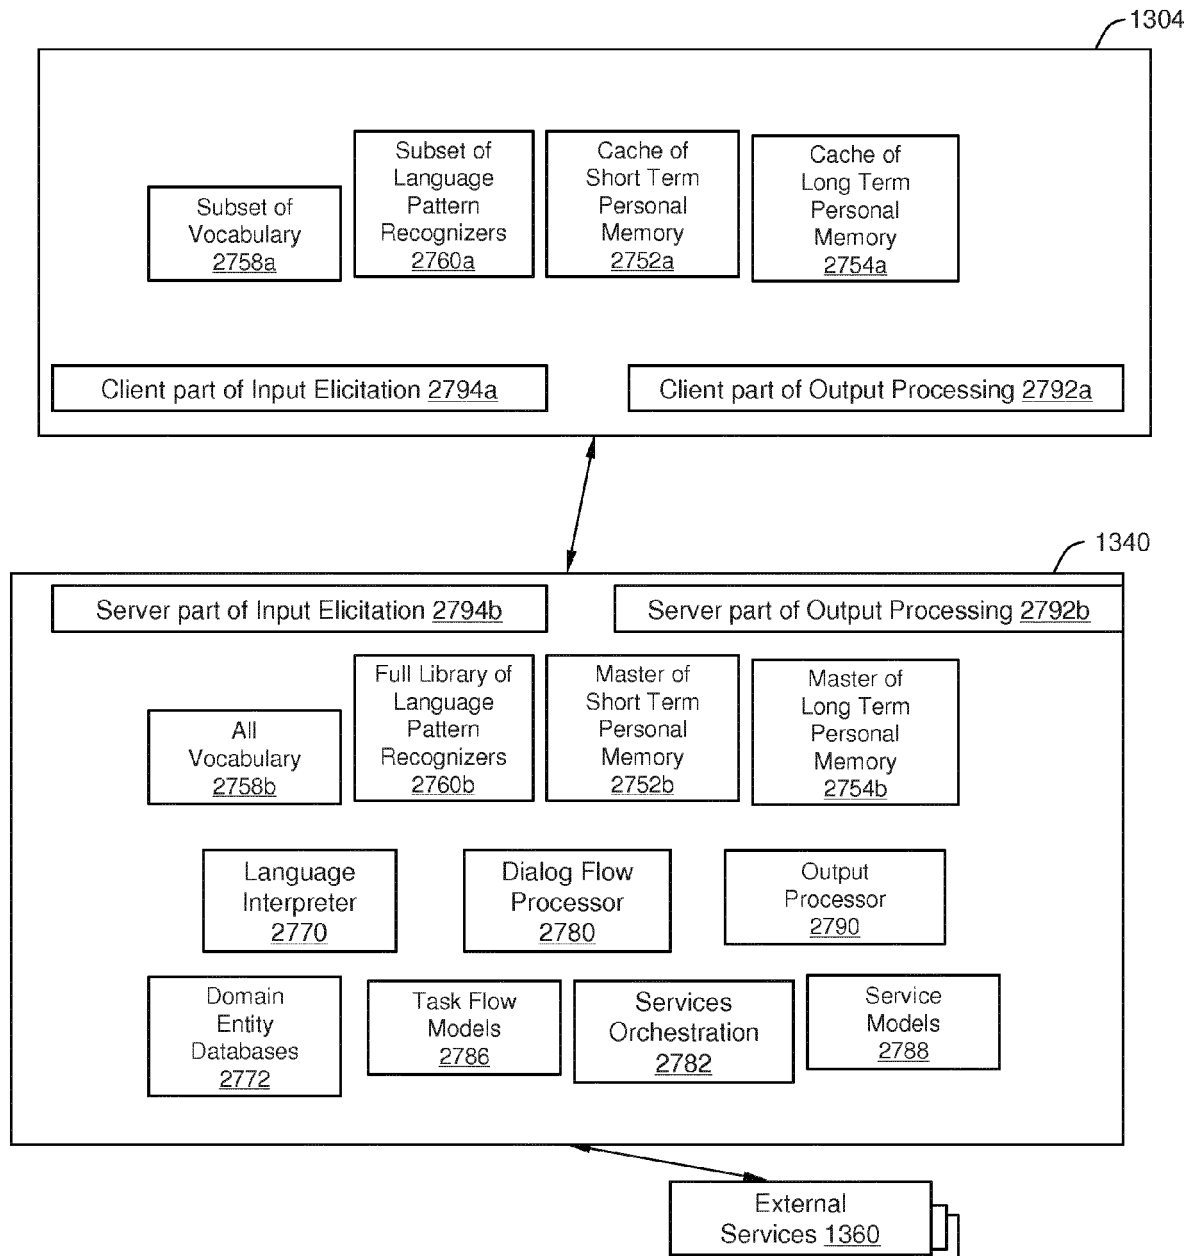 1304
Subset of
Vocabulary
2758a
Subset of
Language
Pattern
Recognizers
2760a
Cache of
Short Term
Personal
Memory
2752a
Cache of
Long Term
Personal
Memory
2754a
Client part of Input Elicitation 2794a
Client part of Output Processing 2792a
1340
Server part of Input Elicitation 2794b
Server part of Output Processing 2792b
All
Vocabulary
2758b
Full Library of
Language
Pattern
Recognizers
2760b
Master of
Short Term
Personal
Memory
2752b
Master of
Long Term
Personal
Memory
2754b
Language
Interpreter
2770
Dialog Flow
Processor
2780
Output
Processor
2790
Domain
Entity
Databases
2772
Task Flow
Models
2786
Services
Orchestration
2782
Service
Models
2788
External
Services 1360